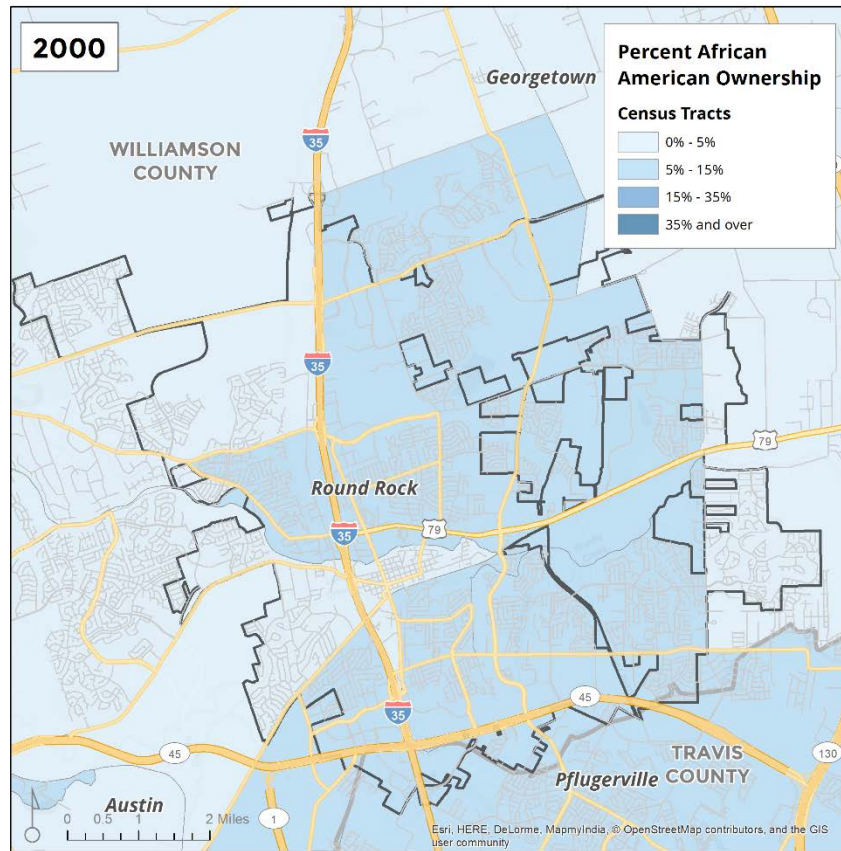 2000
Percent African
American Ownership
Census Tracts
0% - 5%
5% - 15%
15% - 35%
35% and over
Georgetown
WILLIAMSON
COUNTY
35
35
79
Round Rock
79
35
35
45
45
TRAVIS
COUNTY
130
Pflugerville
Austin
1
0 0.5 1 2 Miles
Esri, HERE, DeLorme, MapmyIndia, © OpenStreetMap contributors, and the GIS
user community